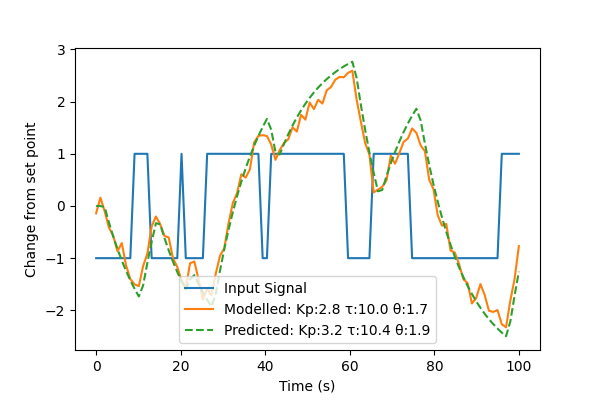 3
2
1
0
−1
−2
Change from set point
Input Signal
Modelled: Kp:2.8 τ:10.0 θ:1.7
Predicted: Kp:3.2 τ:10.4 θ:1.9
0 20 40 60 80 100
Time (s)